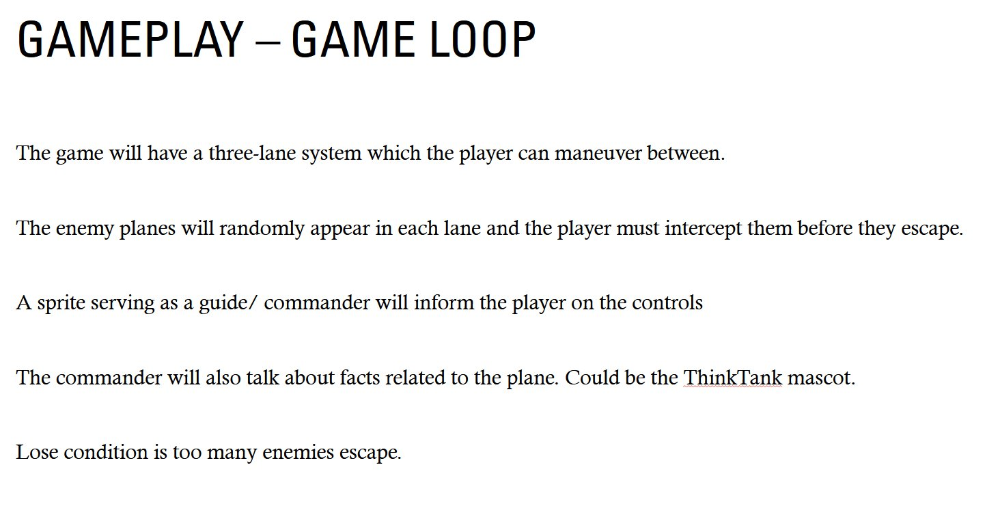 GAMEPLAY – GAME LOOP
The game will have a three-lane system which the player can maneuver between.
The enemy planes will randomly appear in each lane and the player must intercept them before they escape.
A sprite serving as a guide/ commander will inform the player on the controls
The commander will also talk about facts related to the plane. Could be the ThinkTank mascot.
Lose condition is too many enemies escape.